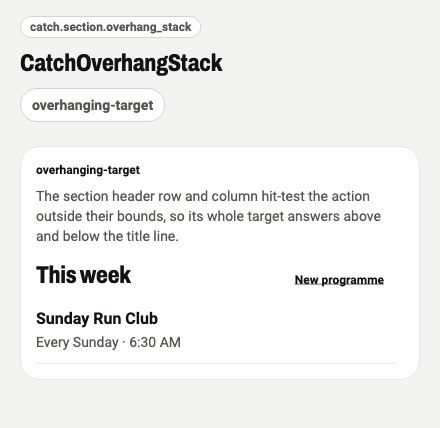 catch.section.overhang_stack
CatchOverhangStack
overhanging-target
overhanging-target
The section header row and column hit-test the action
outside their bounds, so its whole target answers above
and below the title line.
This week
New programme
Sunday Run Club
Every Sunday · 6:30 AM